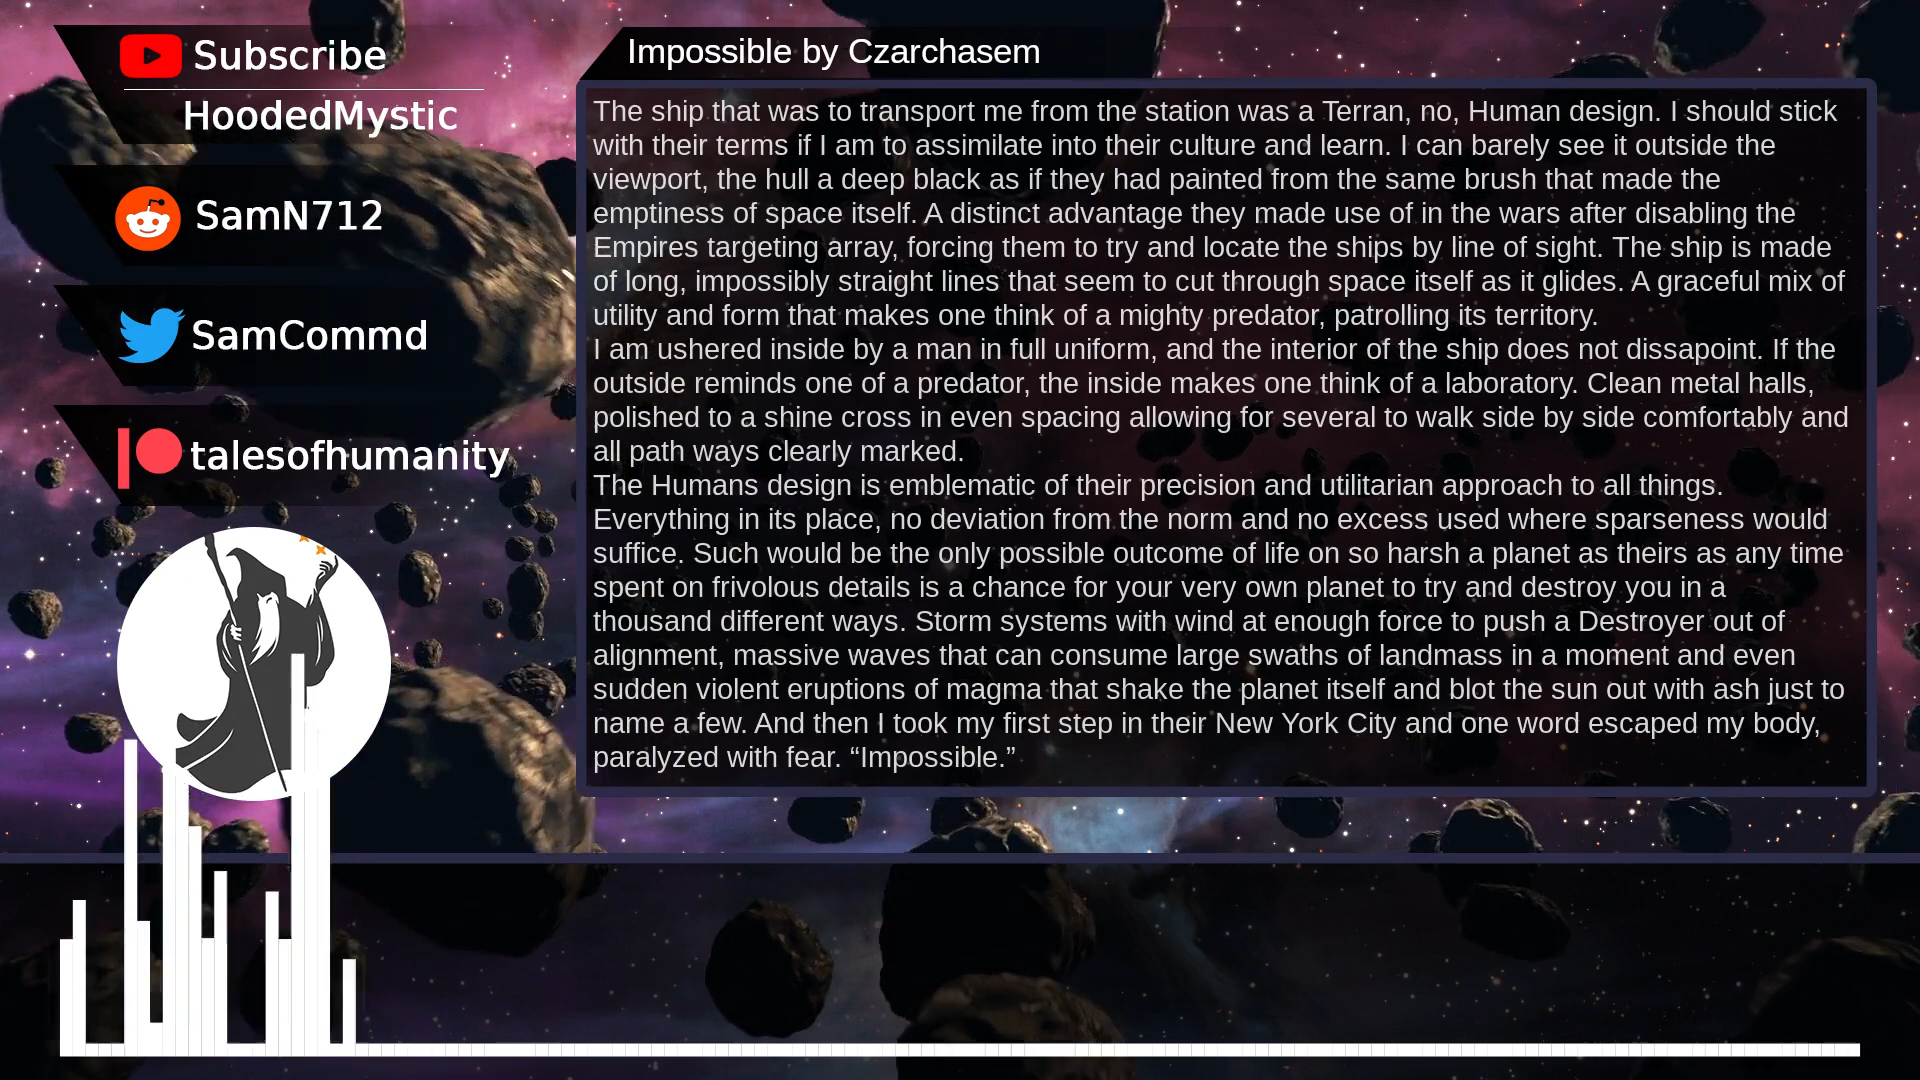 Subscribe
HoodedMystic
SamN712
SamCommd
talesofhumanity
Impossible by Czarchasem
The ship that was to transport me from the station was a Terran, no, Human design. I should stick
with their terms if I am to assimilate into their culture and learn. I can barely see it outside the
viewport, the hull a deep black as if they had painted from the same brush that made the
emptiness of space itself. A distinct advantage they made use of in the wars after disabling the
Empires targeting array, forcing them to try and locate the ships by line of sight. The ship is made
of long, impossibly straight lines that seem to cut through space itself as it glides. A graceful mix of
utility and form that makes one think of a mighty predator, patrolling its territory.
I am ushered inside by a man in full uniform, and the interior of the ship does not dissapoint. If the
outside reminds one of a predator, the inside makes one think of a laboratory. Clean metal halls,
polished to a shine cross in even spacing allowing for several to walk side by side comfortably and
all path ways clearly marked.
The Humans design is emblematic of their precision and utilitarian approach to all things.
Everything in its place, no deviation from the norm and no excess used where sparseness would
suffice. Such would be the only possible outcome of life on so harsh a planet as theirs as any time
spent on frivolous details is a chance for your very own planet to try and destroy you in a
thousand different ways. Storm systems with wind at enough force to push a Destroyer out of
alignment, massive waves that can consume large swaths of landmass in a moment and even
sudden violent eruptions of magma that shake the planet itself and blot the sun out with ash just to
name a few. And then I took my first step in their New York City and one word escaped my body,
paralyzed with fear. “Impossible.”